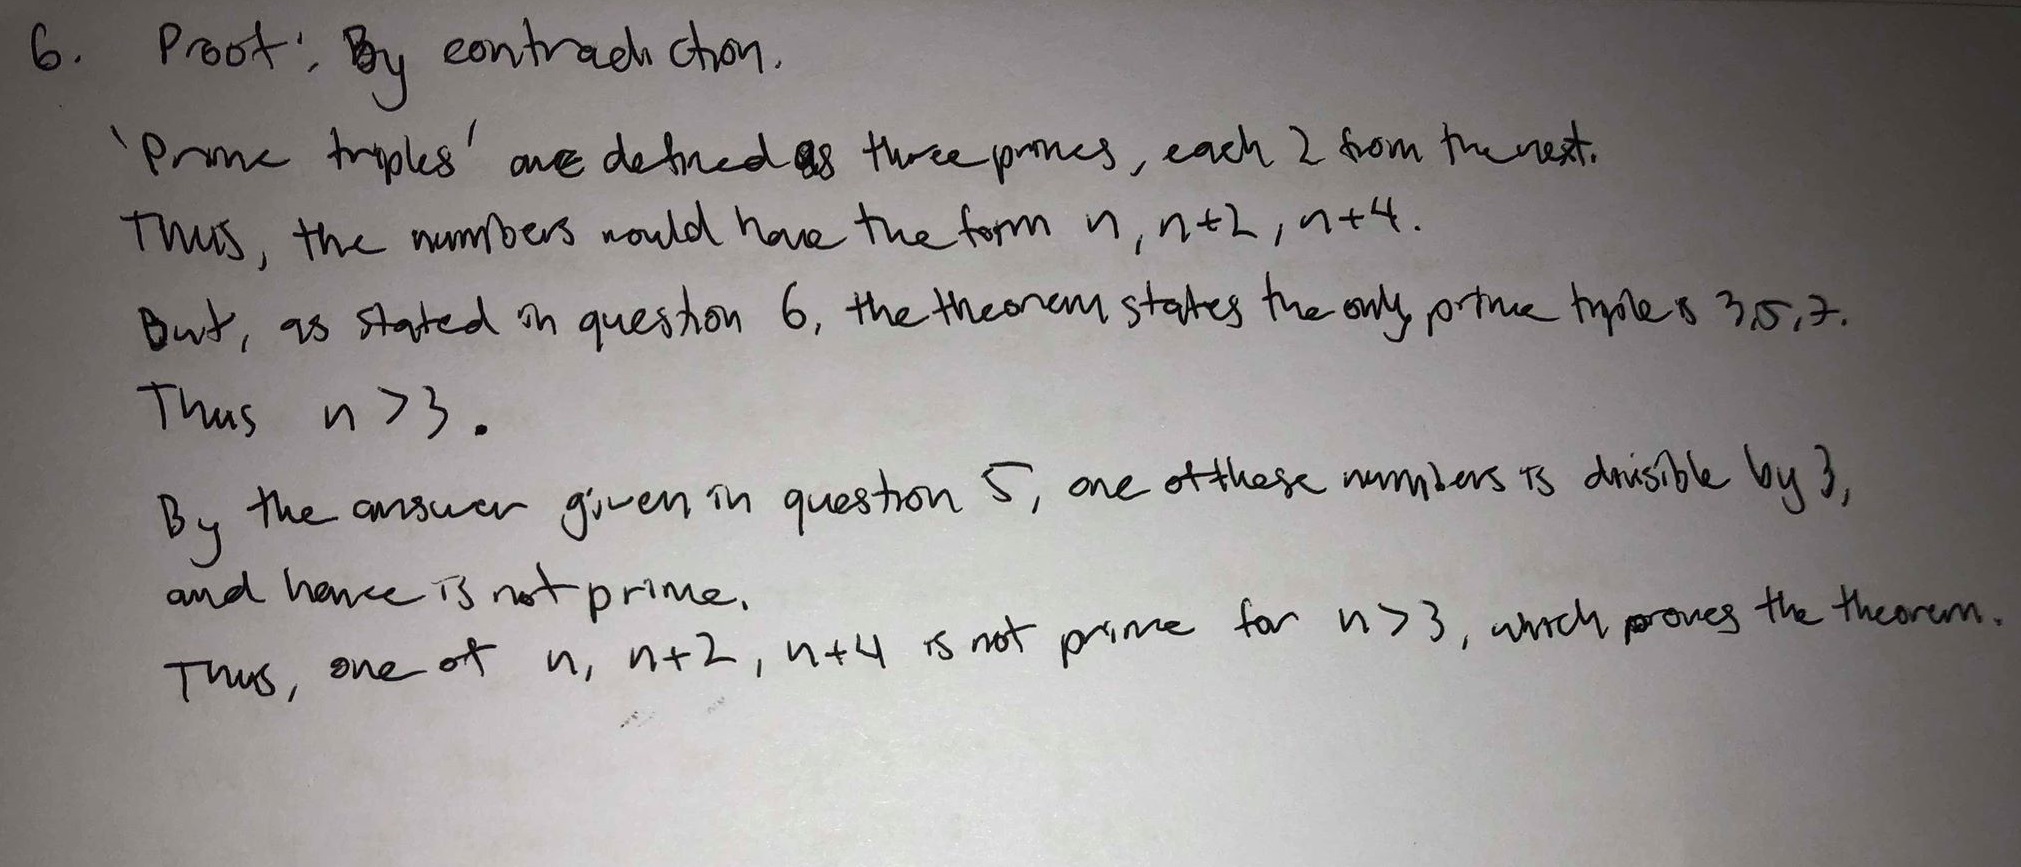 6. Proof: By contradiction.
'Prime triples' are defined as three primes, each 2 from the next.
Thus, the numbers would have the form n, n+2, n+4.
But, as stated in question 6, the theorem states the only prime triple is 3,5,7.
Thus n>3.
By the answer given in question 5, one of these numbers is divisible by 3,
and hence is not prime.
Thus, one of n, n+2, n+4 is not prime for n>3, which proves the theorem.